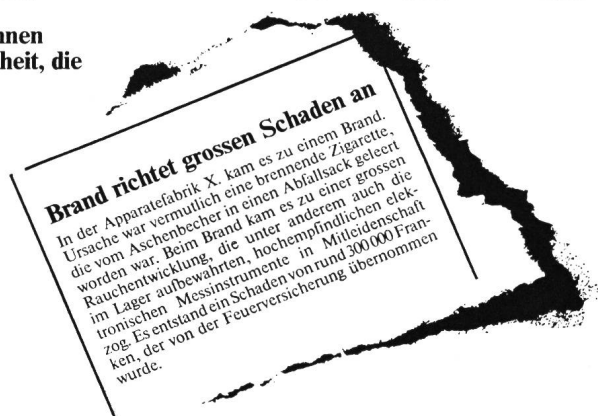 nnen
heit, die
Brand richtet grossen Schaden an
In der Apparatefabrik X. kam es zu einem Brand.
Ursache war vermutlich eine brennende Zigarette,
die vom Aschenbecher in einen Abfallsack geleert
worden war. Beim Brand kam es zu einer grossen
Rauchentwicklung, die unter anderem auch die
im Lager aufbewahrten, hochempfindlichen elek-
tronischen Messinstrumente in Mitleidenschaft
zog. Es entstand ein Schaden von rund 300 000 Fran-
ken, der von der Feuerversicherung übernommen
wurde.